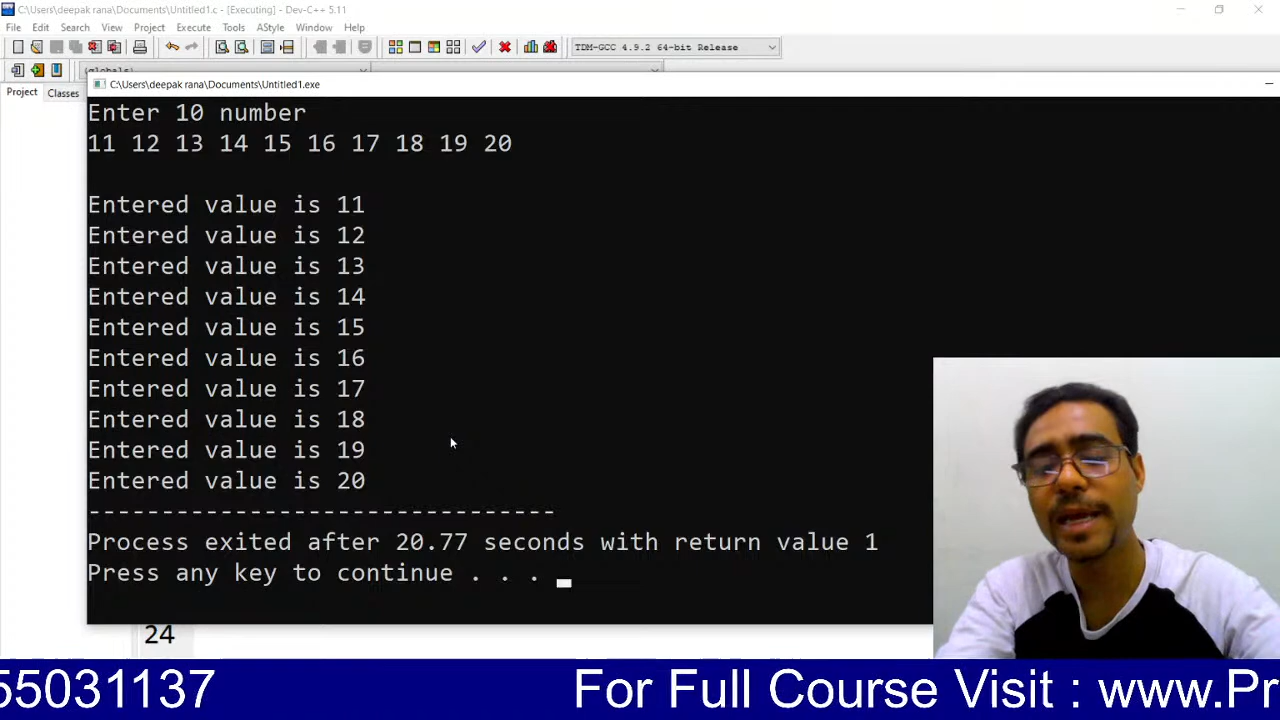 C:\Users\deepak rana\Documents\Untitled1.c - [Executing] - Dev-C++ 5.11
File Edit Search View Project Execute Tools AStyle Window Help
TDM-GCC 4.9.2 64-bit Release
(globals)
Project Classes
C:\Users\deepak rana\Documents\Untitled1.exe
Enter 10 number
11 12 13 14 15 16 17 18 19 20
Entered value is 11
Entered value is 12
Entered value is 13
Entered value is 14
Entered value is 15
Entered value is 16
Entered value is 17
Entered value is 18
Entered value is 19
Entered value is 20
--------------------------------
Process exited after 20.77 seconds with return value 1
Press any key to continue . . .
24
55031137 For Full Course Visit : www.Pr